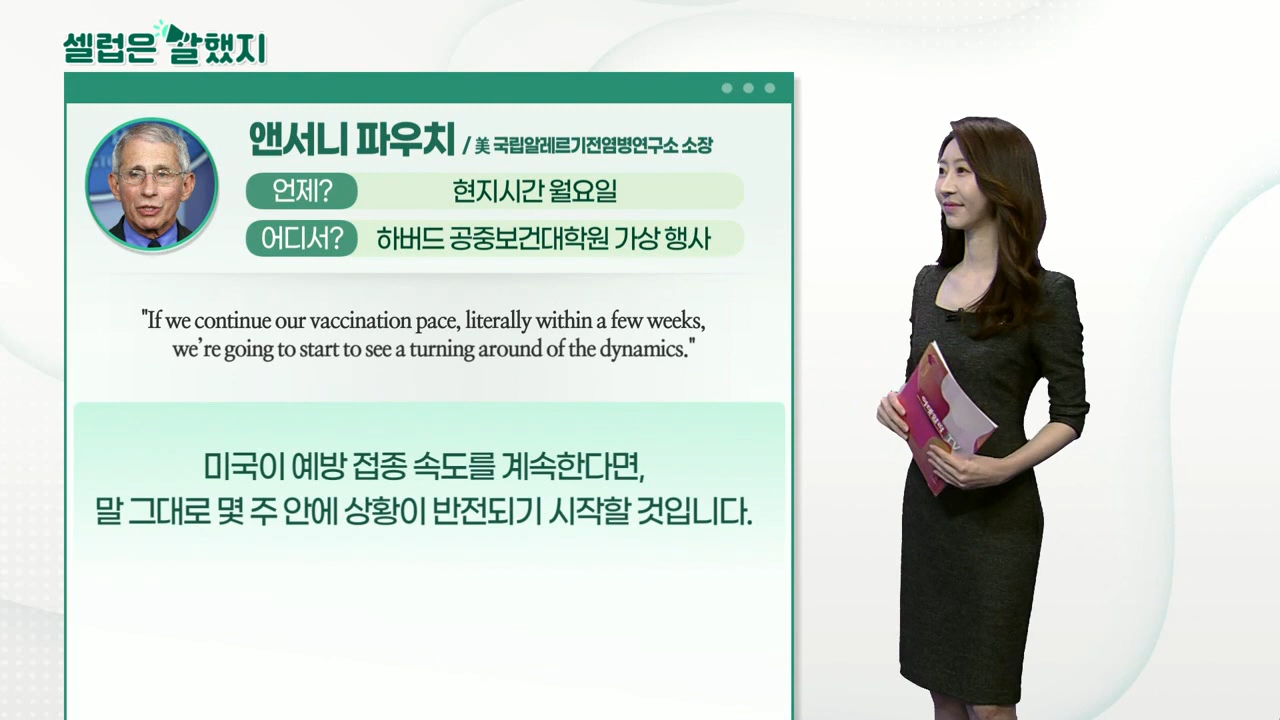 셀럽은 말했지
앤서니 파우치 / 美 국립알레르기전염병연구소 소장
언제? 현지시간 월요일
어디서? 하버드 공중보건대학원 가상 행사
"If we continue our vaccination pace, literally within a few weeks,
we’re going to start to see a turning around of the dynamics."
미국이 예방 접종 속도를 계속한다면,
말 그대로 몇 주 안에 상황이 반전되기 시작할 것입니다.